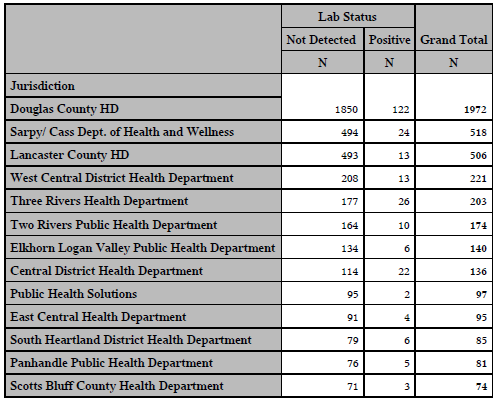 Lab Status
Not Detected Positive Grand Total
N N N
Jurisdiction
Douglas County HD 1850 122 1972
Sarpy/ Cass Dept. of Health and Wellness 494 24 518
Lancaster County HD 493 13 506
West Central District Health Department 208 13 221
Three Rivers Health Department 177 26 203
Two Rivers Public Health Department 164 10 174
Elkhorn Logan Valley Public Health Department 134 6 140
Central District Health Department 114 22 136
Public Health Solutions 95 2 97
East Central Health Department 91 4 95
South Heartland District Health Department 79 6 85
Panhandle Public Health Department 76 5 81
Scotts Bluff County Health Department 71 3 74